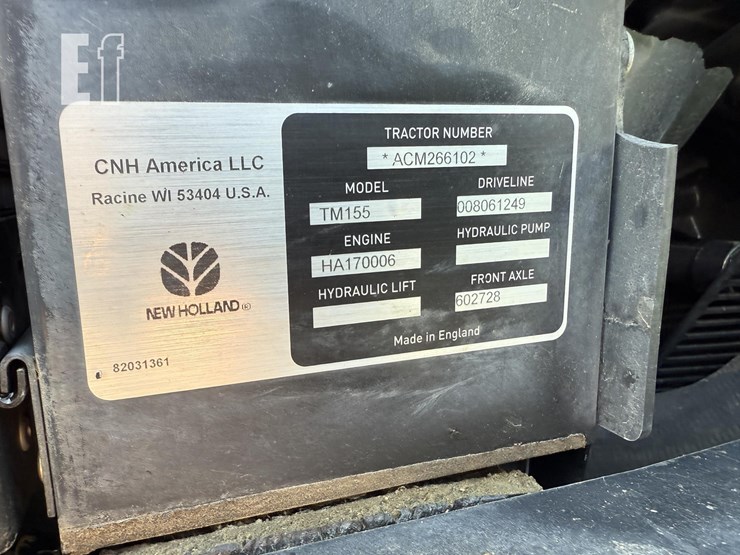 Ef
CNH America LLC
Racine WI 53404 U.S.A.
NEW HOLLAND ®
82031361
TRACTOR NUMBER
* ACM266102 *
MODEL
TM155
DRIVELINE
008061249
ENGINE
HA170006
HYDRAULIC PUMP
HYDRAULIC LIFT
FRONT AXLE
602728
Made in England